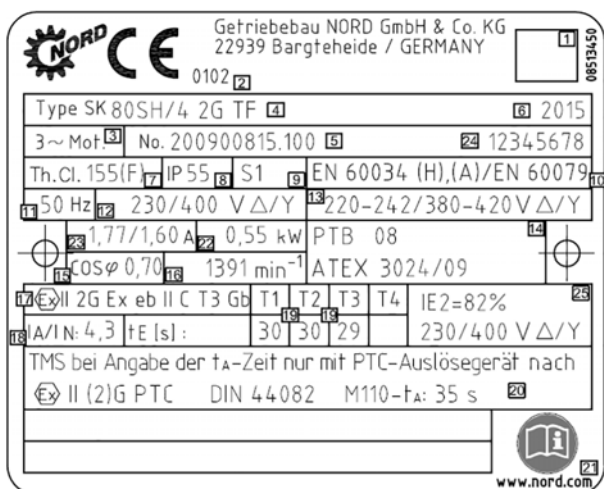 NORD CE Getriebebau NORD GmbH & Co. KG
22939 Bargteheide / GERMANY
1
08513450
0102 2
Type SK 80SH/4 2G TF 4 6 2015
3~ Mot. 3 No. 200900815.100 5 24 12345678
Th.Cl. 155(F) 7 IP 55 8 S1 9 EN 60034 (H),(A)/EN 60079 10
11 50 Hz 12 230/400 V Δ/Y 13 220-242/380-420V Δ/Y
23 1,77/1,60 A 22 0,55 kW PTB 08 14
15 COSφ 0,70 16 1391 min⁻¹ ATEX 3024/09
17 Ex II 2G Ex eb II C T3 Gb T1 T2 T3 T4 IE2=82% 25
18 IA/IN: 4,3 tE [s]: 30 19 30 19 29 230/400 V Δ/Y
TMS bei Angabe der tA-Zeit nur mit PTC-Auslösegerät nach
Ex II (2)G PTC DIN 44082 M110-tA: 35 s 20
i
21
www.nord.com